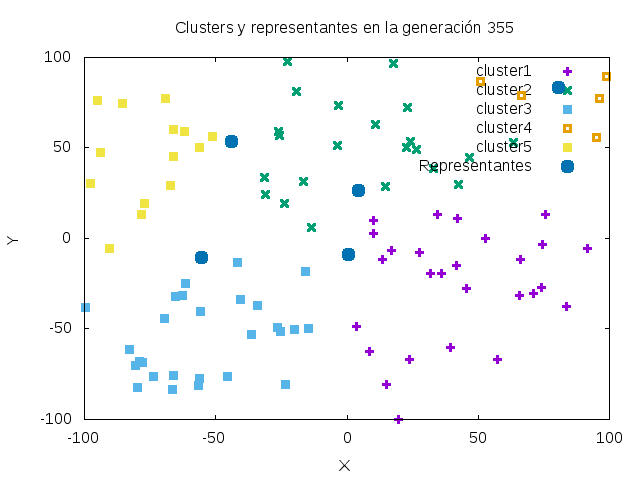 Clusters y representantes en la generación 355
100
50
0
-50
-100
-100
-50
0
50
100
Y
X
cluster1
cluster2
cluster3
cluster4
cluster5
Representantes